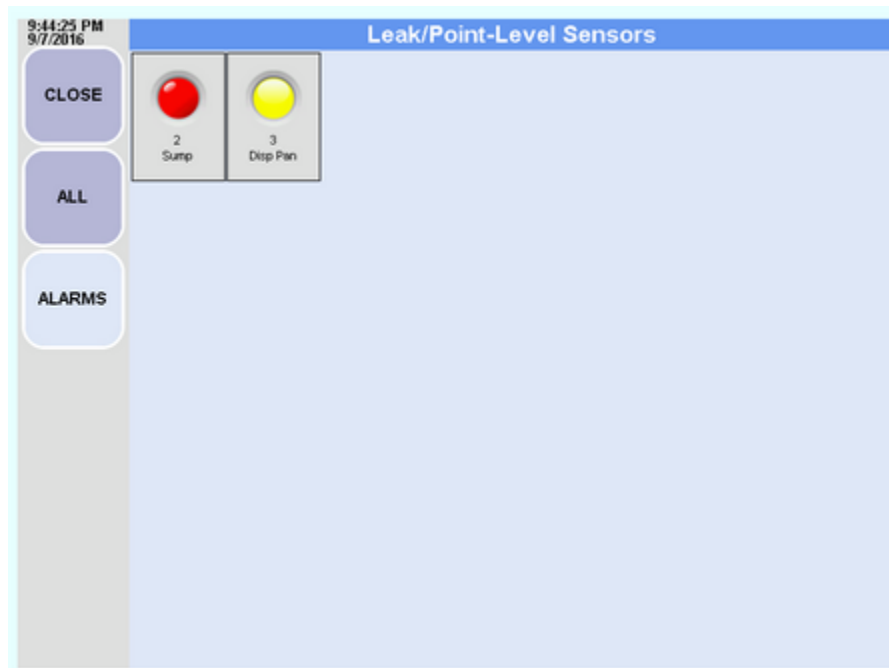 9:44:25 PM
9/7/2016
Leak/Point-Level Sensors
CLOSE
ALL
ALARMS
2
Sump
3
Disp Pan